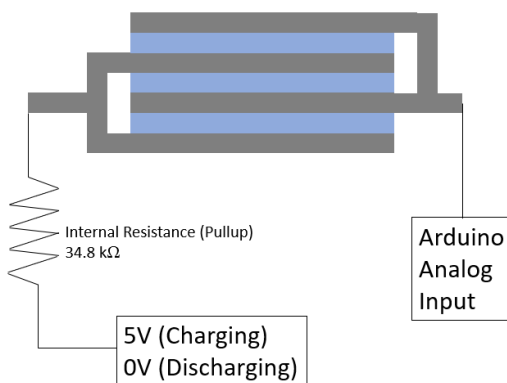 Internal Resistance (Pullup)
34.8 kΩ
Arduino
Analog
Input
5V (Charging)
0V (Discharging)